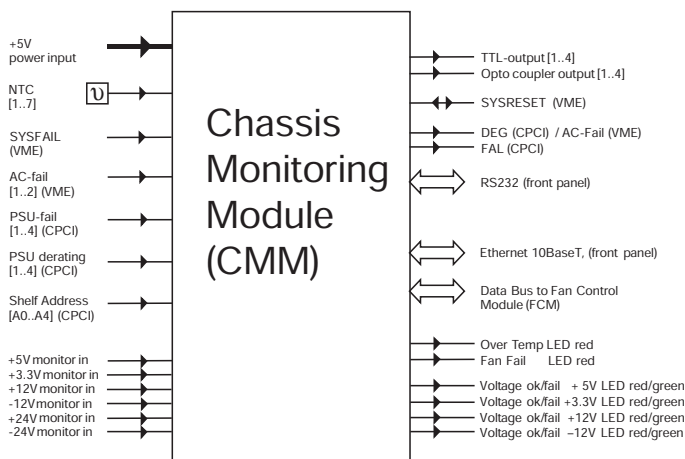 +5V
power input
NTC
[1..7]
υ
SYSFAIL
(VME)
AC-fail
[1..2] (VME)
PSU-fail
[1..4] (CPCI)
PSU derating
[1..4] (CPCI)
Shelf Address
[A0..A4] (CPCI)
+5V monitor in
+3.3V monitor in
+12V monitor in
-12V monitor in
+24V monitor in
-24V monitor in
Chassis
Monitoring
Module
(CMM)
TTL-output [1..4]
Opto coupler output [1..4]
SYSRESET (VME)
DEG (CPCI) / AC-Fail (VME)
FAL (CPCI)
RS232 (front panel)
Ethernet 10BaseT, (front panel)
Data Bus to Fan Control
Module (FCM)
Over Temp LED red
Fan Fail LED red
Voltage ok/fail + 5V LED red/green
Voltage ok/fail +3.3V LED red/green
Voltage ok/fail +12V LED red/green
Voltage ok/fail –12V LED red/green